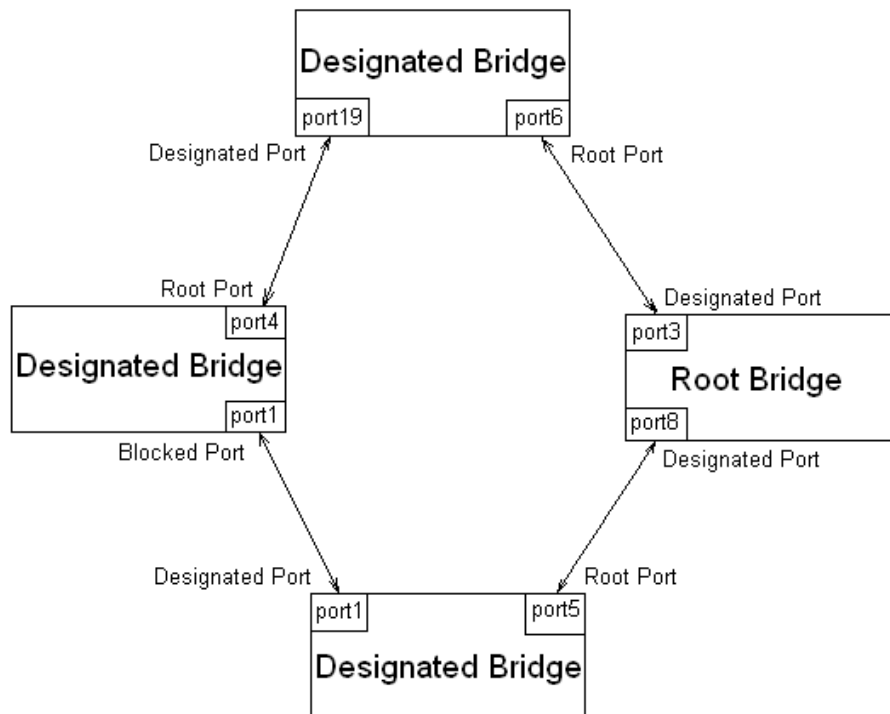 Designated Bridge
port19
port6
Designated Port
Root Port
Root Port
Designated Port
port4
port3
Designated Bridge
Root Bridge
port1
port8
Blocked Port
Designated Port
Designated Port
Root Port
port1
port5
Designated Bridge